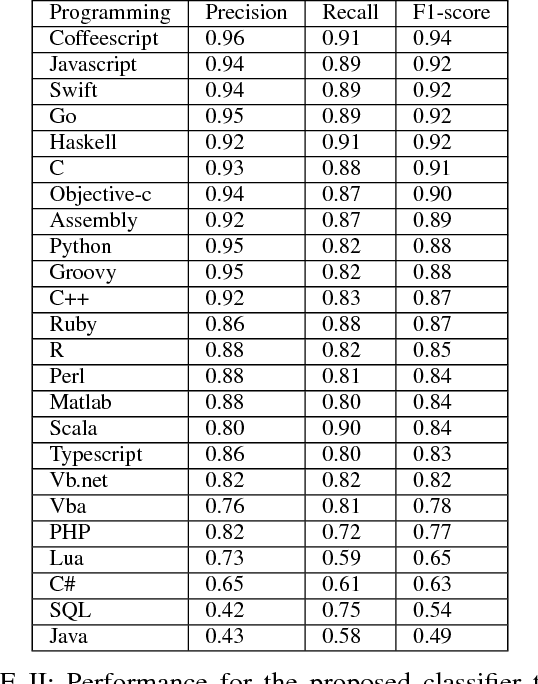 Programming Precision Recall F1-score
Coffeescript 0.96 0.91 0.94
Javascript 0.94 0.89 0.92
Swift 0.94 0.89 0.92
Go 0.95 0.89 0.92
Haskell 0.92 0.91 0.92
C 0.93 0.88 0.91
Objective-c 0.94 0.87 0.90
Assembly 0.92 0.87 0.89
Python 0.95 0.82 0.88
Groovy 0.95 0.82 0.88
C++ 0.92 0.83 0.87
Ruby 0.86 0.88 0.87
R 0.88 0.82 0.85
Perl 0.88 0.81 0.84
Matlab 0.88 0.80 0.84
Scala 0.80 0.90 0.84
Typescript 0.86 0.80 0.83
Vb.net 0.82 0.82 0.82
Vba 0.76 0.81 0.78
PHP 0.82 0.72 0.77
Lua 0.73 0.59 0.65
C# 0.65 0.61 0.63
SQL 0.42 0.75 0.54
Java 0.43 0.58 0.49
E II: Performance for the proposed classifier t